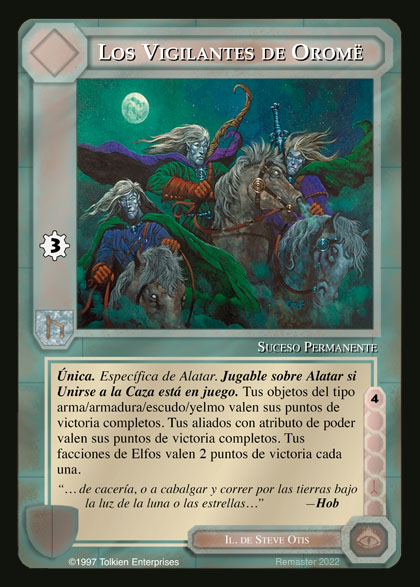 Los Vigilantes de Oromë
3
Suceso Permanente
Única. Específica de Alatar. Jugable sobre Alatar si
Unirse a la Caza está en juego. Tus objetos del tipo
arma/armadura/escudo/yelmo valen sus puntos de
victoria completos. Tus aliados con atributo de poder
valen sus puntos de victoria completos. Tus
facciones de Elfos valen 2 puntos de victoria cada
una.
4
“… de cacería, o a cabalgar y correr por las tierras bajo
la luz de la luna o las estrellas…” –Hob
Il. de Steve Otis
©1997 Tolkien Enterprises
Remaster 2022